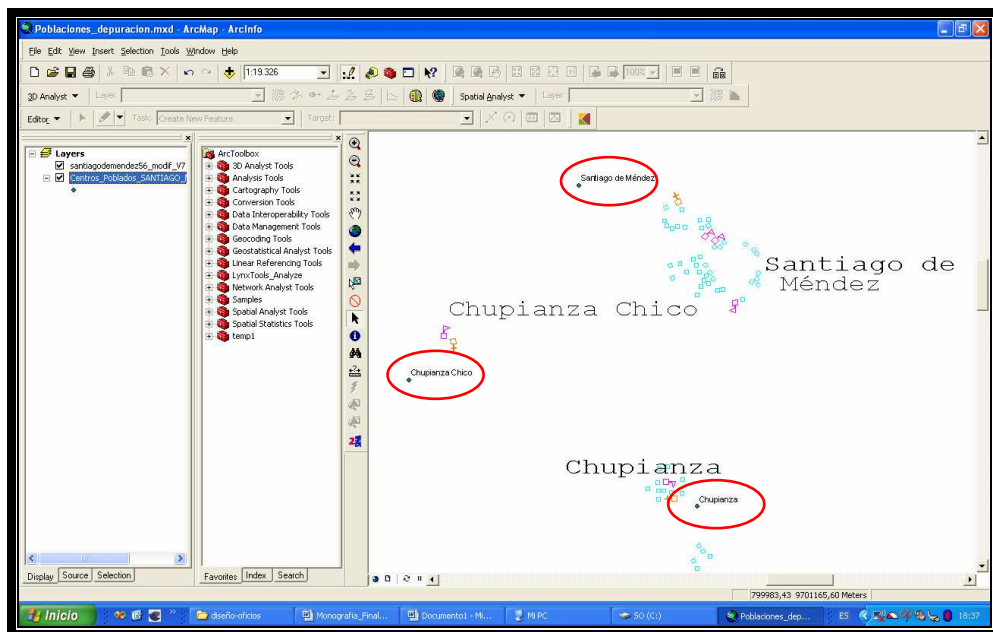 Poblaciones_depuracion.mxd - ArcMap - ArcInfo
File Edit View Insert Selection Tools Window Help
1:19.326
100%
3D Analyst Layer:
Spatial Analyst Layer:
Editor Task: Create New Feature Target:
Layers
santiagodemendez56_modif_V7
Centros_Poblados_SANTIAGO_
ArcToolbox
3D Analyst Tools
Analysis Tools
Cartography Tools
Conversion Tools
Data Interoperability Tools
Data Management Tools
Geocoding Tools
Geostatistical Analyst Tools
Linear Referencing Tools
LynxTools_Analyze
Network Analyst Tools
Samples
Spatial Analyst Tools
Spatial Statistics Tools
temp1
Santiago de Méndez
Santiago de
Méndez
Chupianza Chico
Chupianza Chico
Chupianza
Chupianza
Display Source Selection
Favorites Index Search
799983,43 9701165,60 Meters
Inicio
diseño-oficios
Monografia_Final...
Documento1 - Mi...
Mi PC
SO (C:)
Poblaciones_dep...
ES
18:37